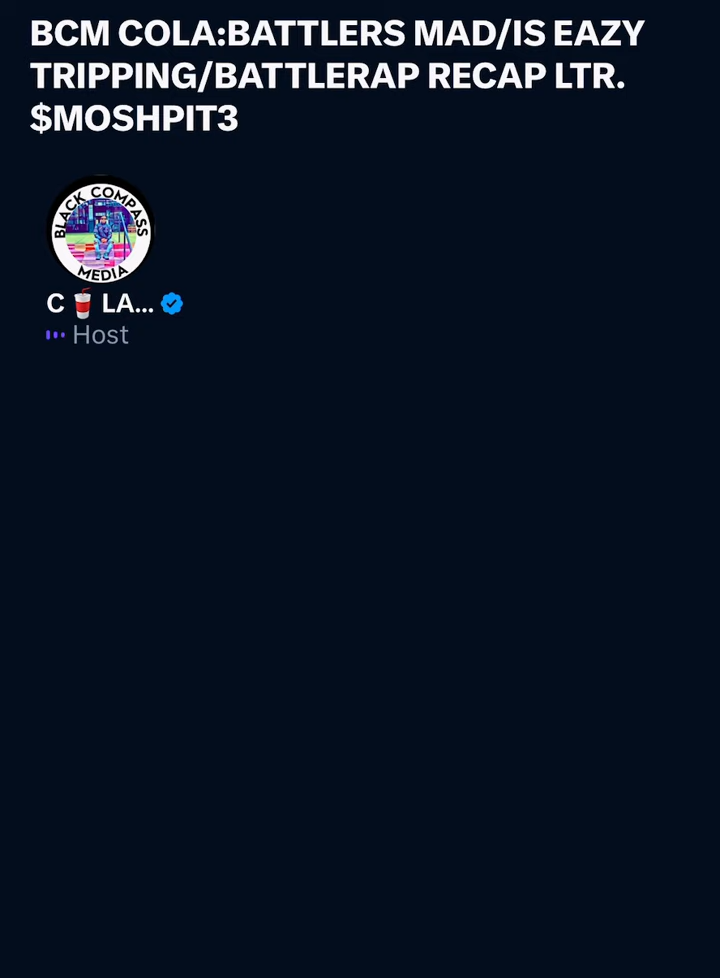 BCM COLA:BATTLERS MAD/IS EAZY
TRIPPING/BATTLERAP RECAP LTR.
$MOSHPIT3
BLACK COMPASS
MEDIA
C🥤LA...
Host